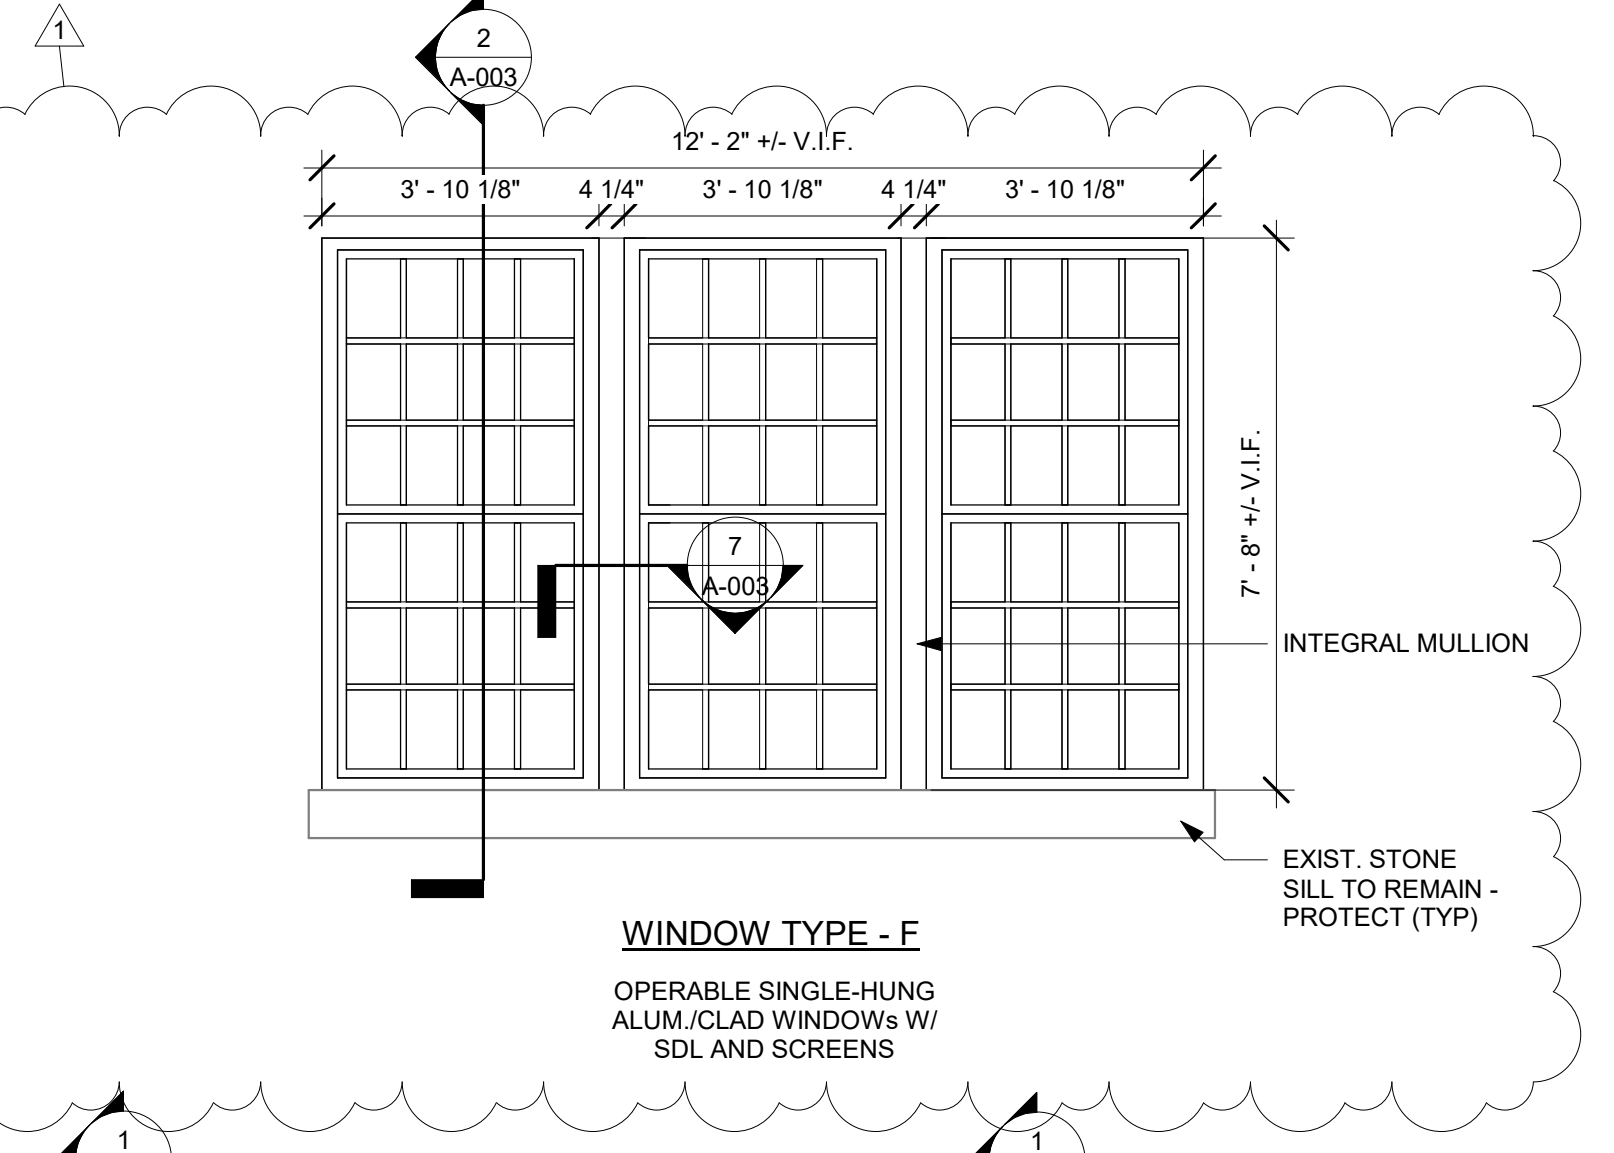 1
2
A-003
12' - 2" +/- V.I.F.
3' - 10 1/8" 4 1/4" 3' - 10 1/8" 4 1/4" 3' - 10 1/8"
7' - 8" +/- V.I.F.
7
A-003
INTEGRAL MULLION
EXIST. STONE
SILL TO REMAIN -
PROTECT (TYP)
WINDOW TYPE - F
OPERABLE SINGLE-HUNG
ALUM./CLAD WINDOWs W/
SDL AND SCREENS
1
1